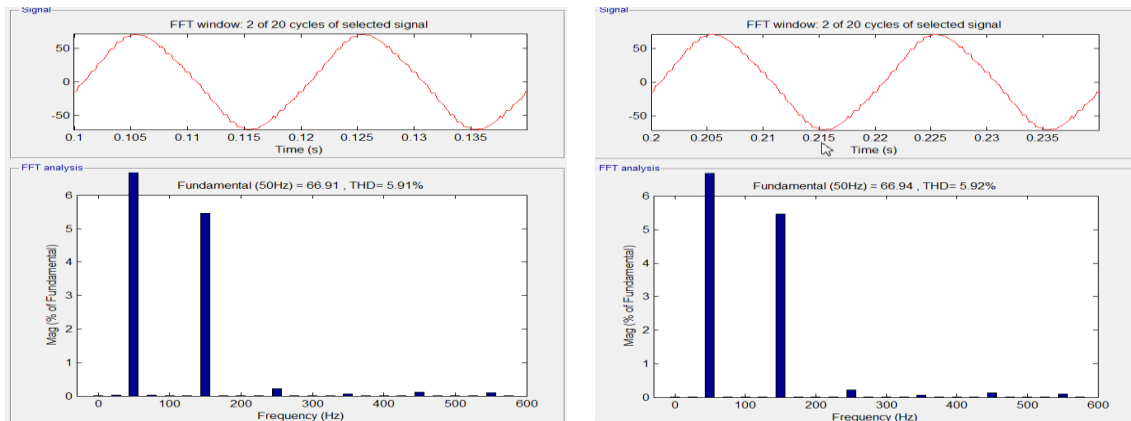 Signal
FFT window: 2 of 20 cycles of selected signal
50
0
-50
0.1 0.105 0.11 0.115 0.12 0.125 0.13 0.135
Time (s)
FFT analysis
Fundamental (50Hz) = 66.91 , THD= 5.91%
Mag (% of Fundamental)
6
5
4
3
2
1
0
0 100 200 300 400 500 600
Frequency (Hz)
Signal
FFT window: 2 of 20 cycles of selected signal
50
0
-50
0.2 0.205 0.21 0.215 0.22 0.225 0.23 0.235
Time (s)
FFT analysis
Fundamental (50Hz) = 66.94 , THD= 5.92%
Mag (% of Fundamental)
6
5
4
3
2
1
0
0 100 200 300 400 500 600
Frequency (Hz)